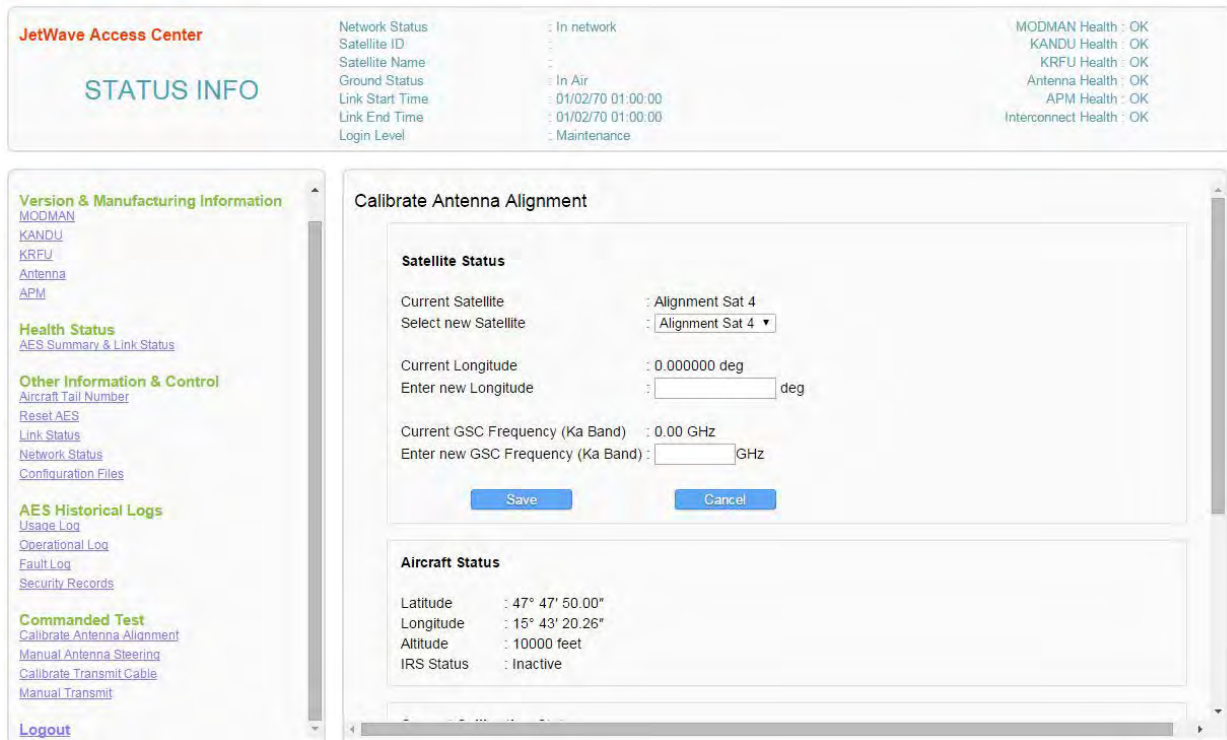 JetWave Access Center
STATUS INFO
Network Status : In network
Satellite ID :
Satellite Name :
Ground Status : In Air
Link Start Time : 01/02/70 01:00:00
Link End Time : 01/02/70 01:00:00
Login Level : Maintenance
MODMAN Health : OK
KANDU Health : OK
KRFU Health : OK
Antenna Health : OK
APM Health : OK
Interconnect Health : OK
Version & Manufacturing Information
MODMAN
KANDU
KRFU
Antenna
APM
Health Status
AES Summary & Link Status
Other Information & Control
Aircraft Tail Number
Reset AES
Link Status
Network Status
Configuration Files
AES Historical Logs
Usage Log
Operational Log
Fault Log
Security Records
Commanded Test
Calibrate Antenna Alignment
Manual Antenna Steering
Calibrate Transmit Cable
Manual Transmit
Logout
Calibrate Antenna Alignment
Satellite Status
Current Satellite : Alignment Sat 4
Select new Satellite : Alignment Sat 4
Current Longitude : 0.000000 deg
Enter new Longitude : deg
Current GSC Frequency (Ka Band) : 0.00 GHz
Enter new GSC Frequency (Ka Band) : GHz
Save Cancel
Aircraft Status
Latitude : 47° 47' 50.00"
Longitude : 15° 43' 20.26"
Altitude : 10000 feet
IRS Status : Inactive